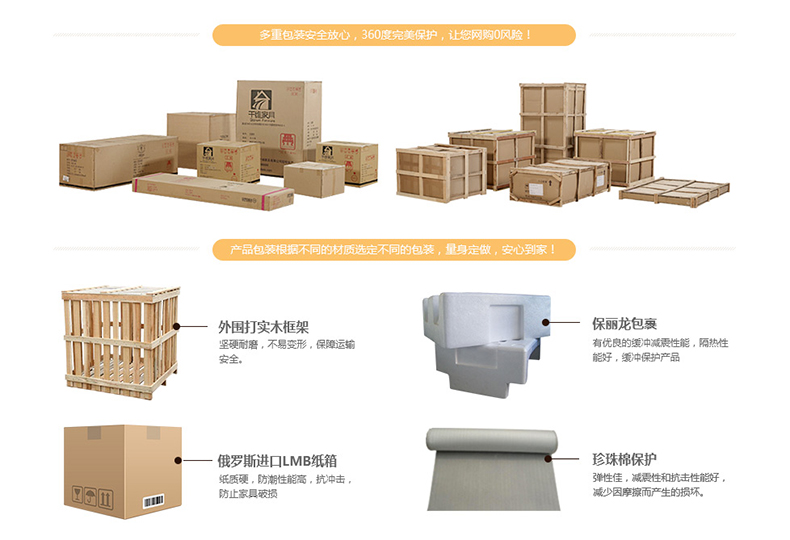 多重包装安全放心，360度完美保护，让您网购0风险！
产品包装根据不同的材质选定不同的包装，量身定做，安心到家！
外围打实木框架
坚硬耐磨，不易变形，保障运输
安全。
保丽龙包裹
有优良的缓冲减震性能，隔热性
能好，缓冲保护产品
俄罗斯进口LMB纸箱
纸质硬，防潮性能高，抗冲击，
防止家具破损
珍珠棉保护
弹性佳，减震性和抗击性能好，
减少因摩擦而产生的损坏。